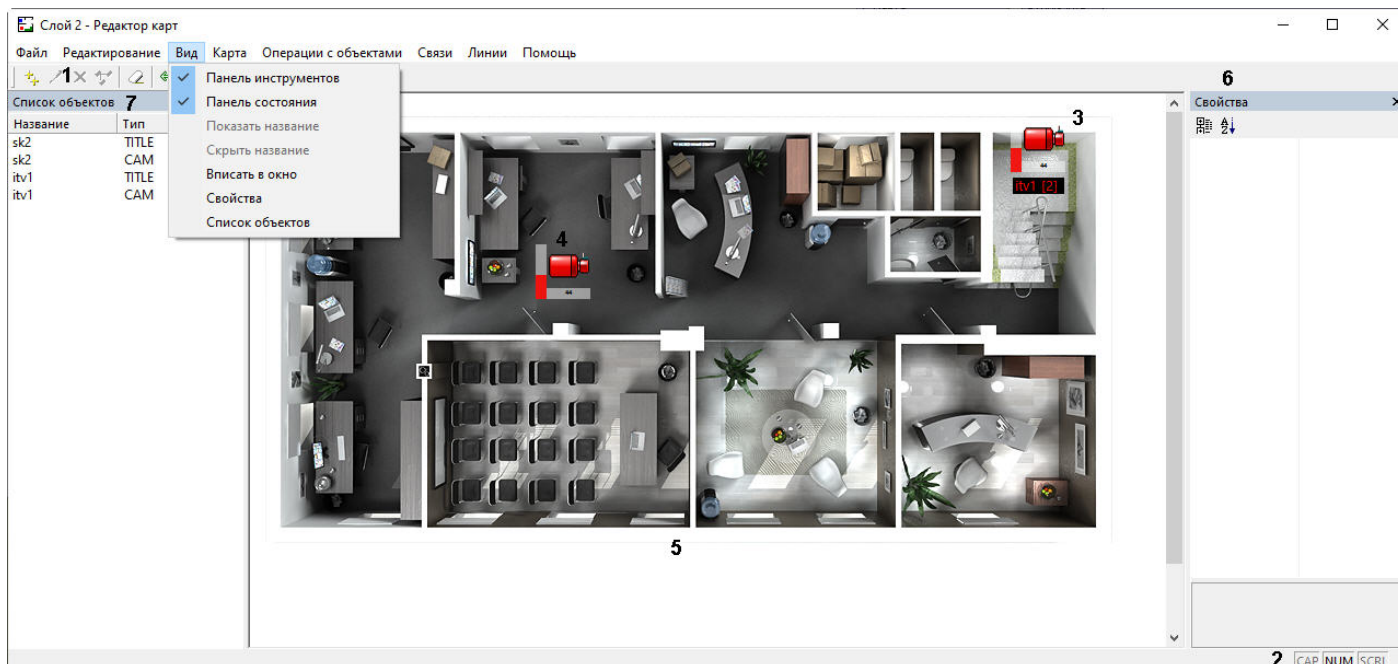 Слой 2 - Редактор карт
Файл Редактирование Вид Карта Операции с объектами Связи Линии Помощь
1
Панель инструментов
Панель состояния
Показать название
Скрыть название
Вписать в окно
Свойства
Список объектов
Список объектов 7
Название Тип
sk2 TITLE
sk2 CAM
itv1 TITLE
itv1 CAM
6
Свойства
3
itv1 [2]
4
5
2 CAP NUM SCRL